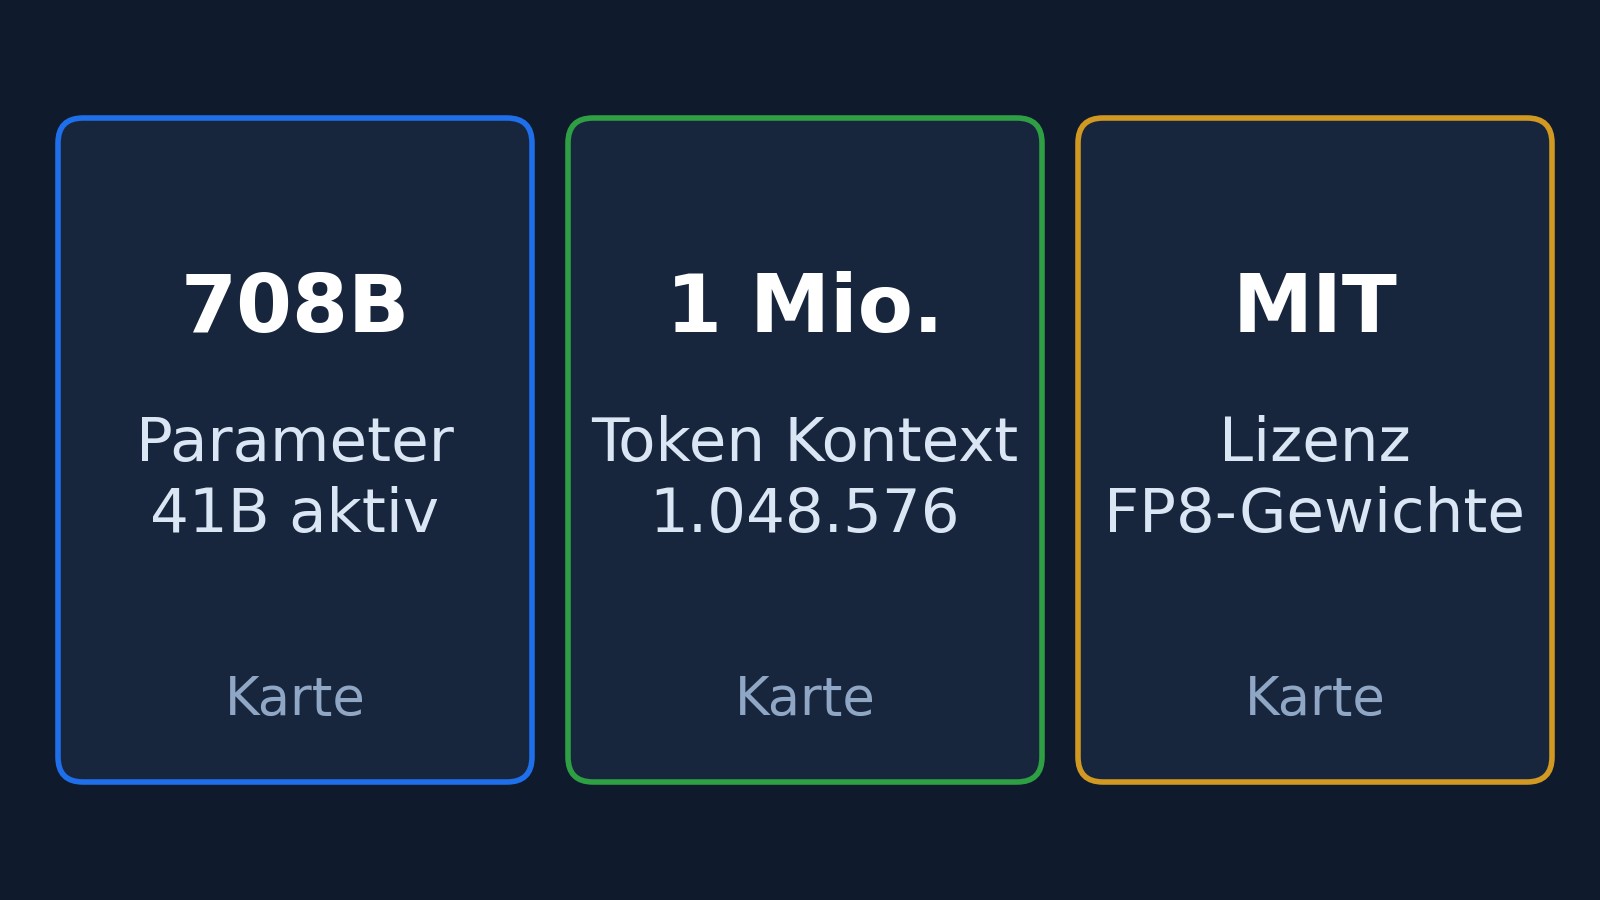 708B
Parameter
41B aktiv
Karte
1 Mio.
Token Kontext
1.048.576
Karte
MIT
Lizenz
FP8-Gewichte
Karte